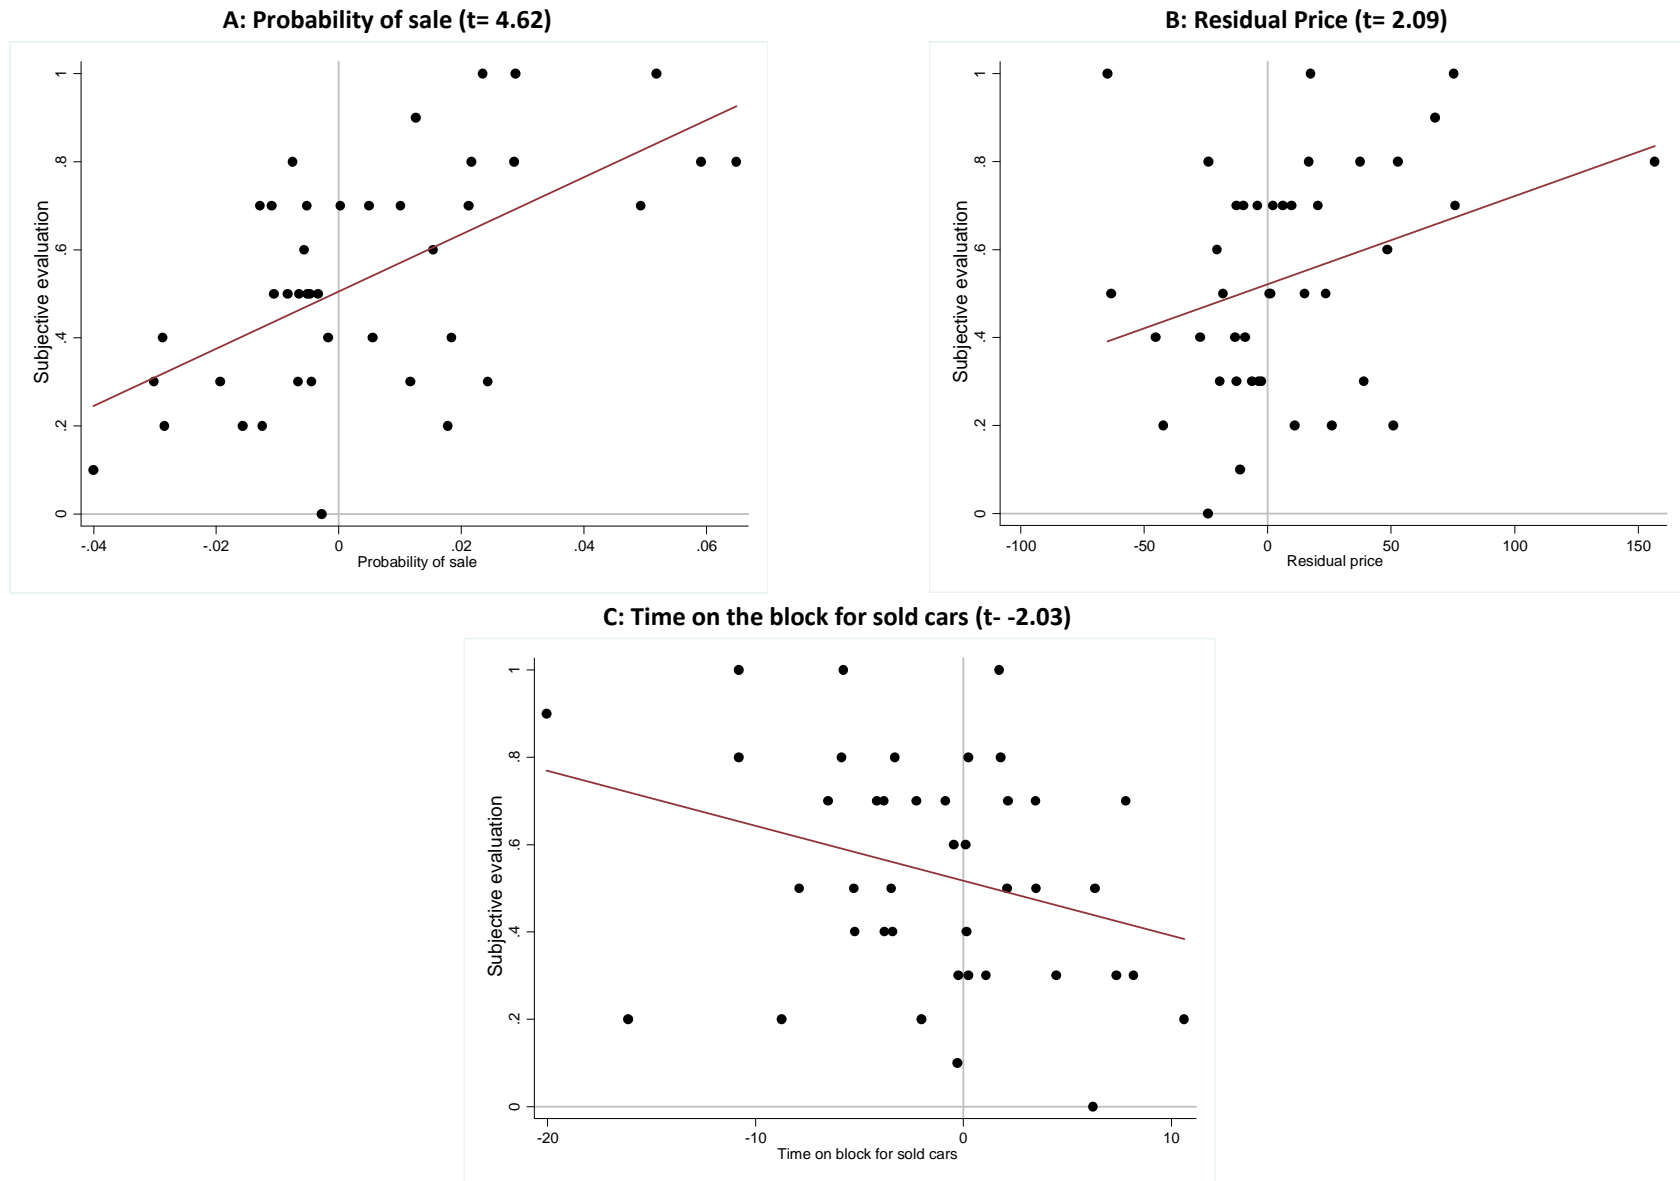 A: Probability of sale (t= 4.62)
Subjective evaluation
1
.8
.6
.4
.2
0
-.04 -.02 0 .02 .04 .06
Probability of sale
B: Residual Price (t= 2.09)
Subjective evaluation
1
.8
.6
.4
.2
0
-100 -50 0 50 100 150
Residual price
C: Time on the block for sold cars (t- -2.03)
Subjective evaluation
1
.8
.6
.4
.2
0
-20 -10 0 10
Time on block for sold cars